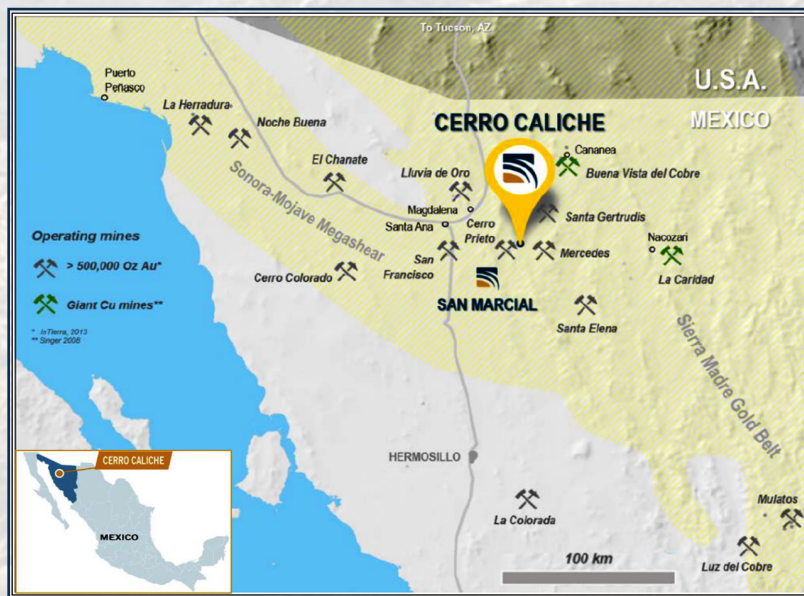 To Tucson, AZ
U.S.A.
MEXICO
Puerto
Peñasco
La Herradura
Noche Buena
CERRO CALICHE
Cananea
El Chanate
Lluvia de Oro
Buena Vista del Cobre
Sonora-Mojave Megashear
Magdalena
Santa Ana
Cerro
Prieto
Santa Gertrudis
Operating mines
> 500,000 Oz Au*
Giant Cu mines**
* InTierra, 2013
** Singer 2008
Cerro Colorado
San
Francisco
Mercedes
Nacozari
La Caridad
SAN MARCIAL
Santa Elena
Sierra Madre Gold Belt
HERMOSILLO
CERRO CALICHE
MEXICO
La Colorada
Mulatos
Luz del Cobre
100 km